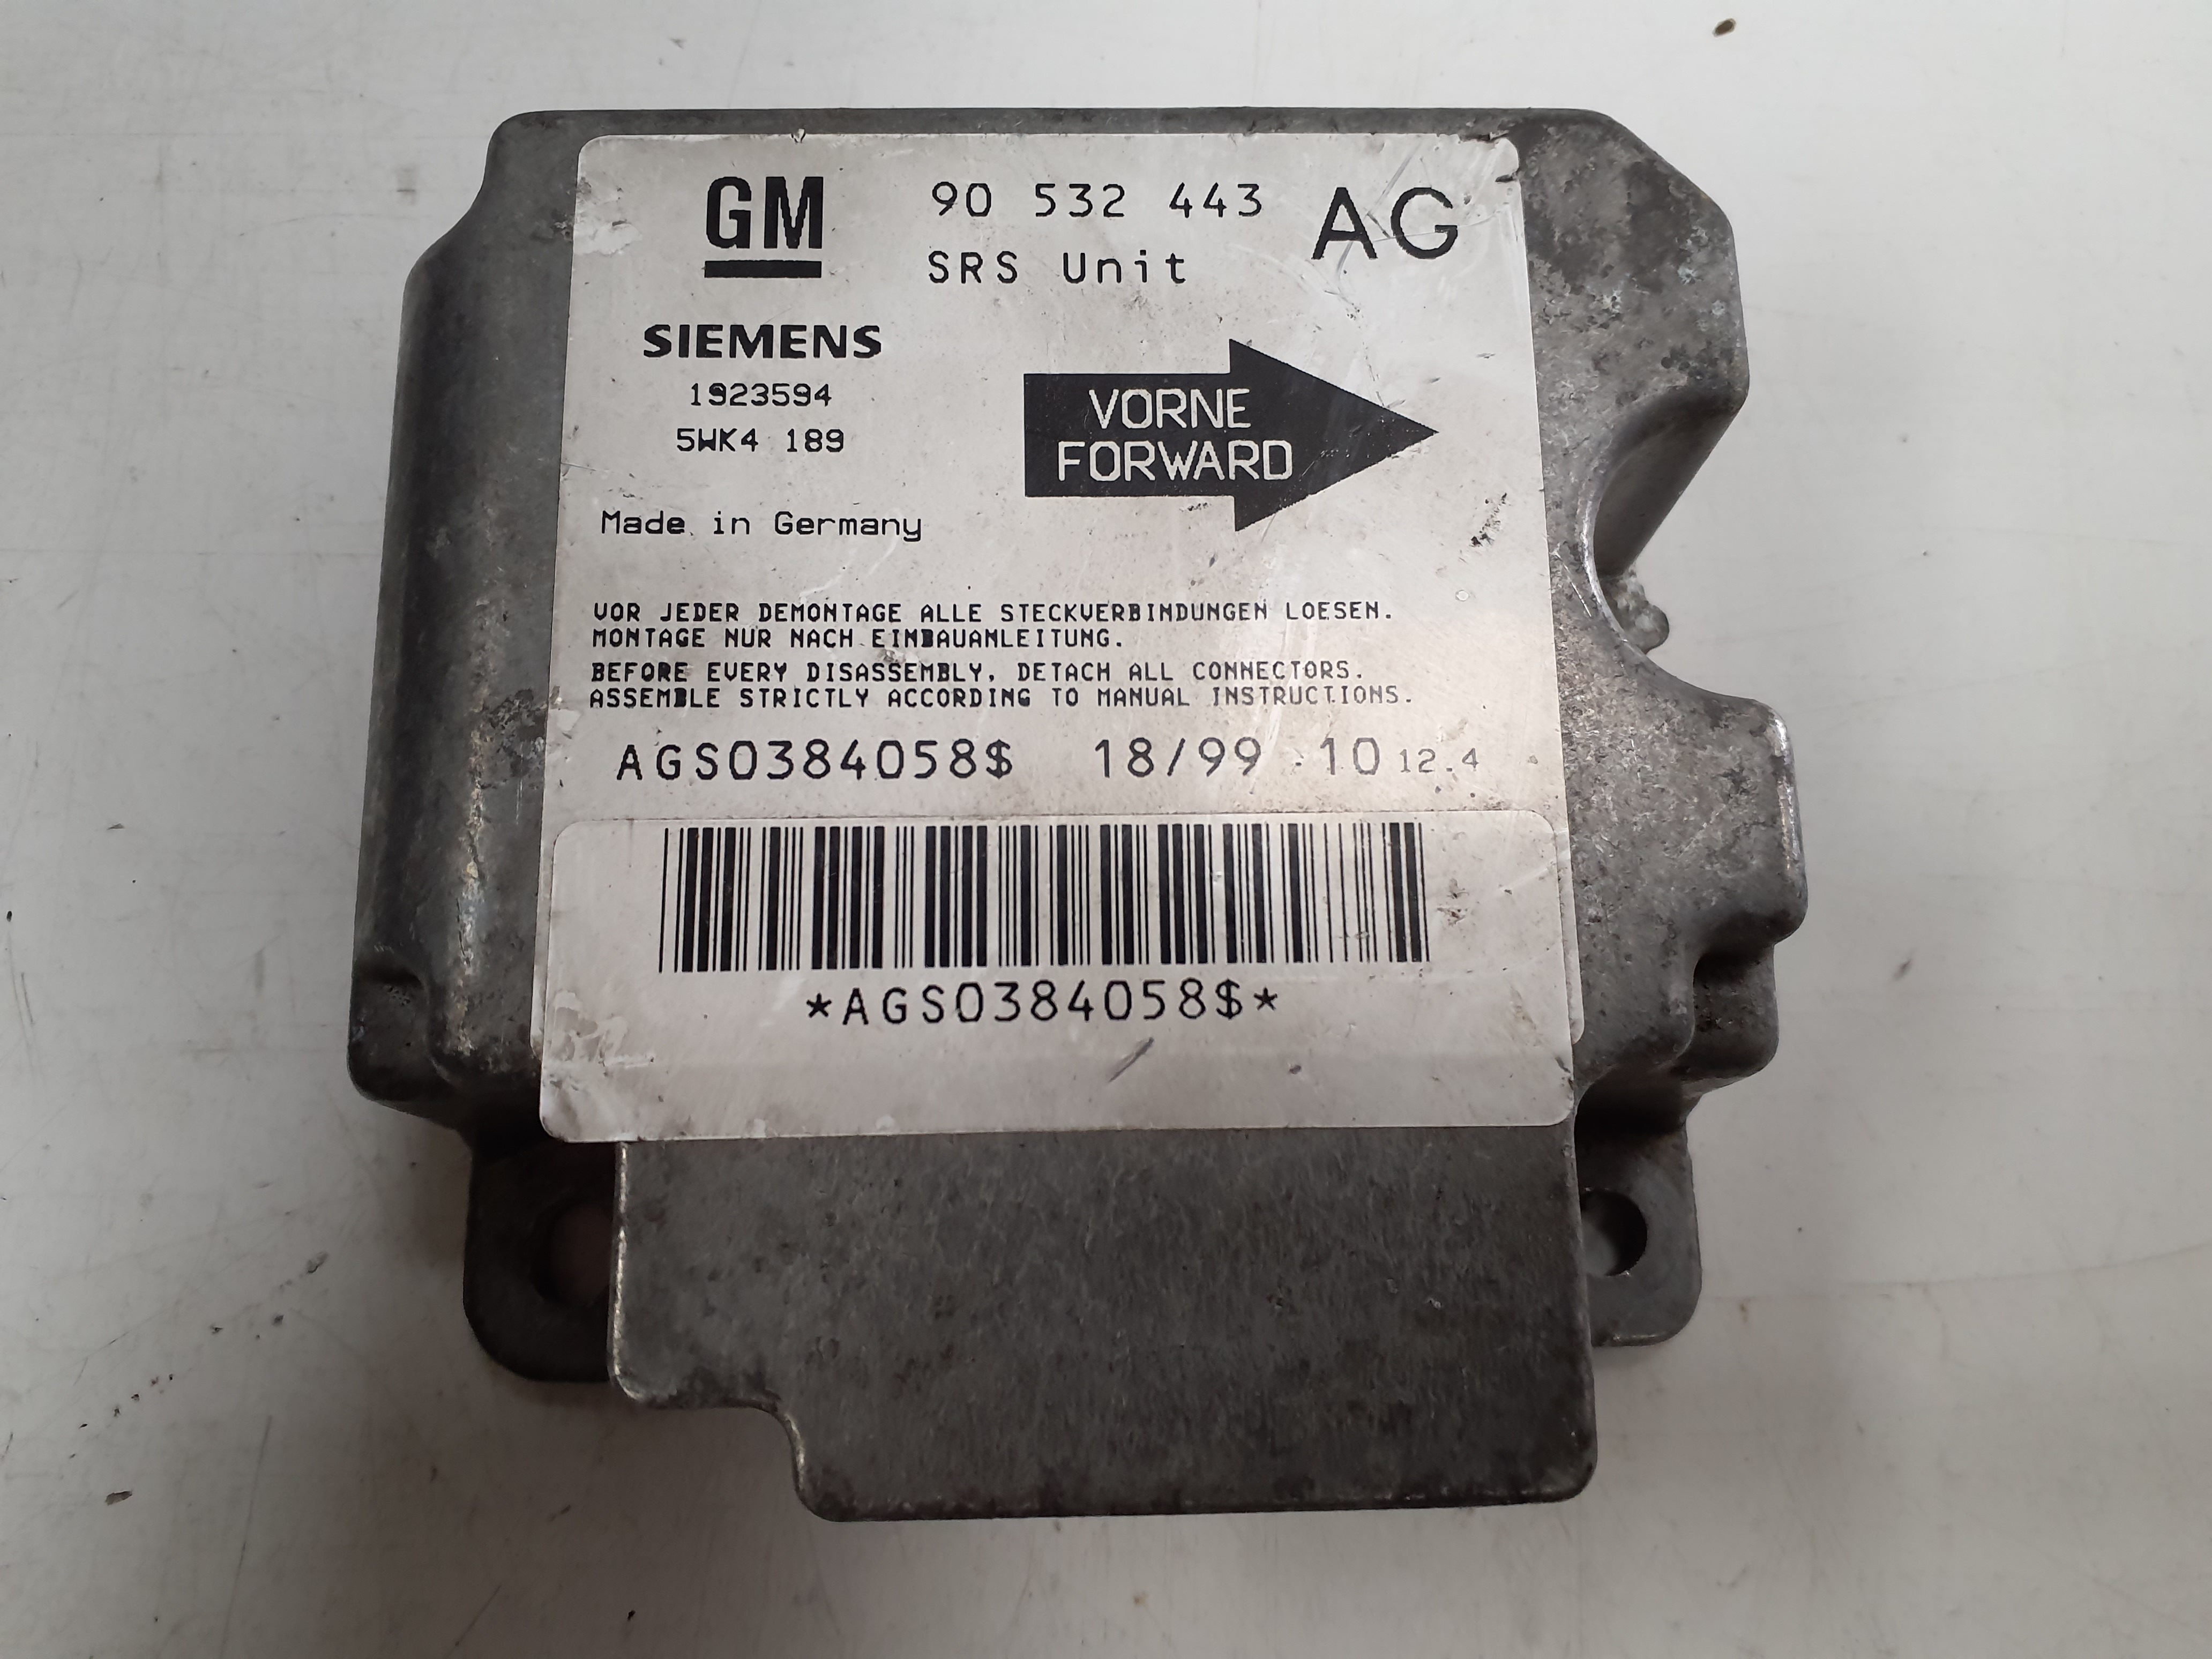 GM 90 532 443 AG
SRS Unit
SIEMENS
1923594
5WK4 189
VORNE
FORWARD
Made in Germany
VOR JEDER DEMONTAGE ALLE STECKVERBINDUNGEN LOESEN.
MONTAGE NUR NACH EINBAUANLEITUNG.
BEFORE EVERY DISASSEMBLY, DETACH ALL CONNECTORS.
ASSEMBLE STRICTLY ACCORDING TO MANUAL INSTRUCTIONS.
AGS0384058$ 18/99 10 12.4
*AGS0384058$*